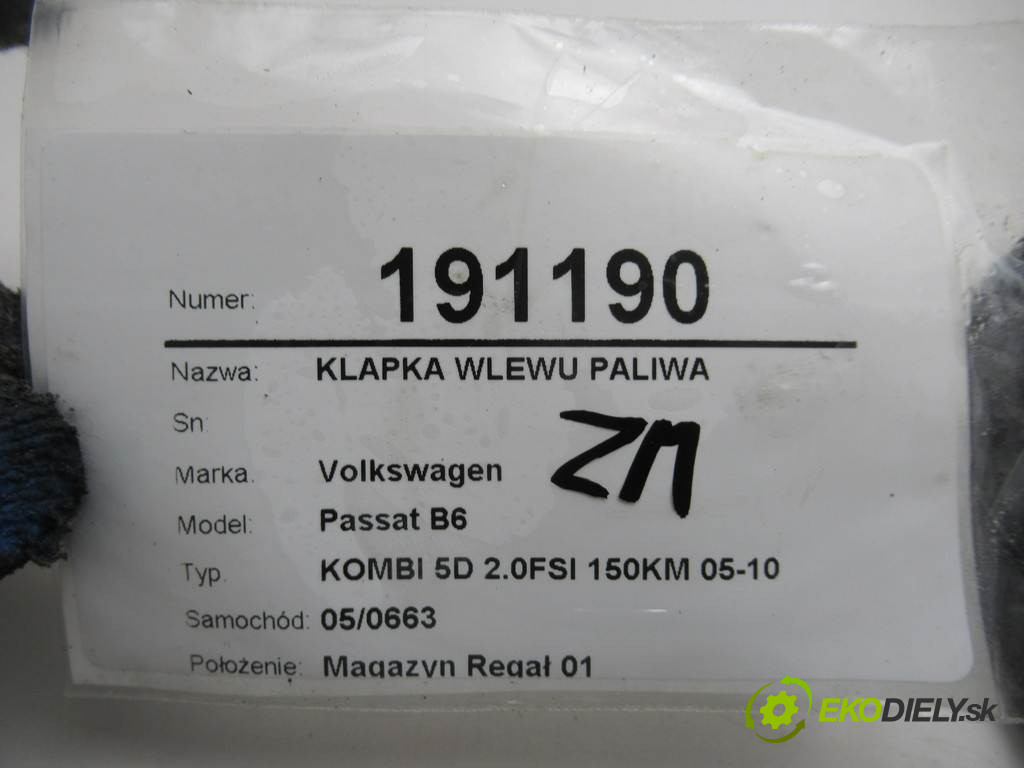 Numer: 191190
Nazwa: KLAPKA WLEWU PALIWA
Sn:
ZM
Marka: Volkswagen
Model: Passat B6
Typ. KOMBI 5D 2.0FSI 150KM 05-10
Samochód: 05/0663
Położenie: Magazyn Regał 01
EKODIELY.sk